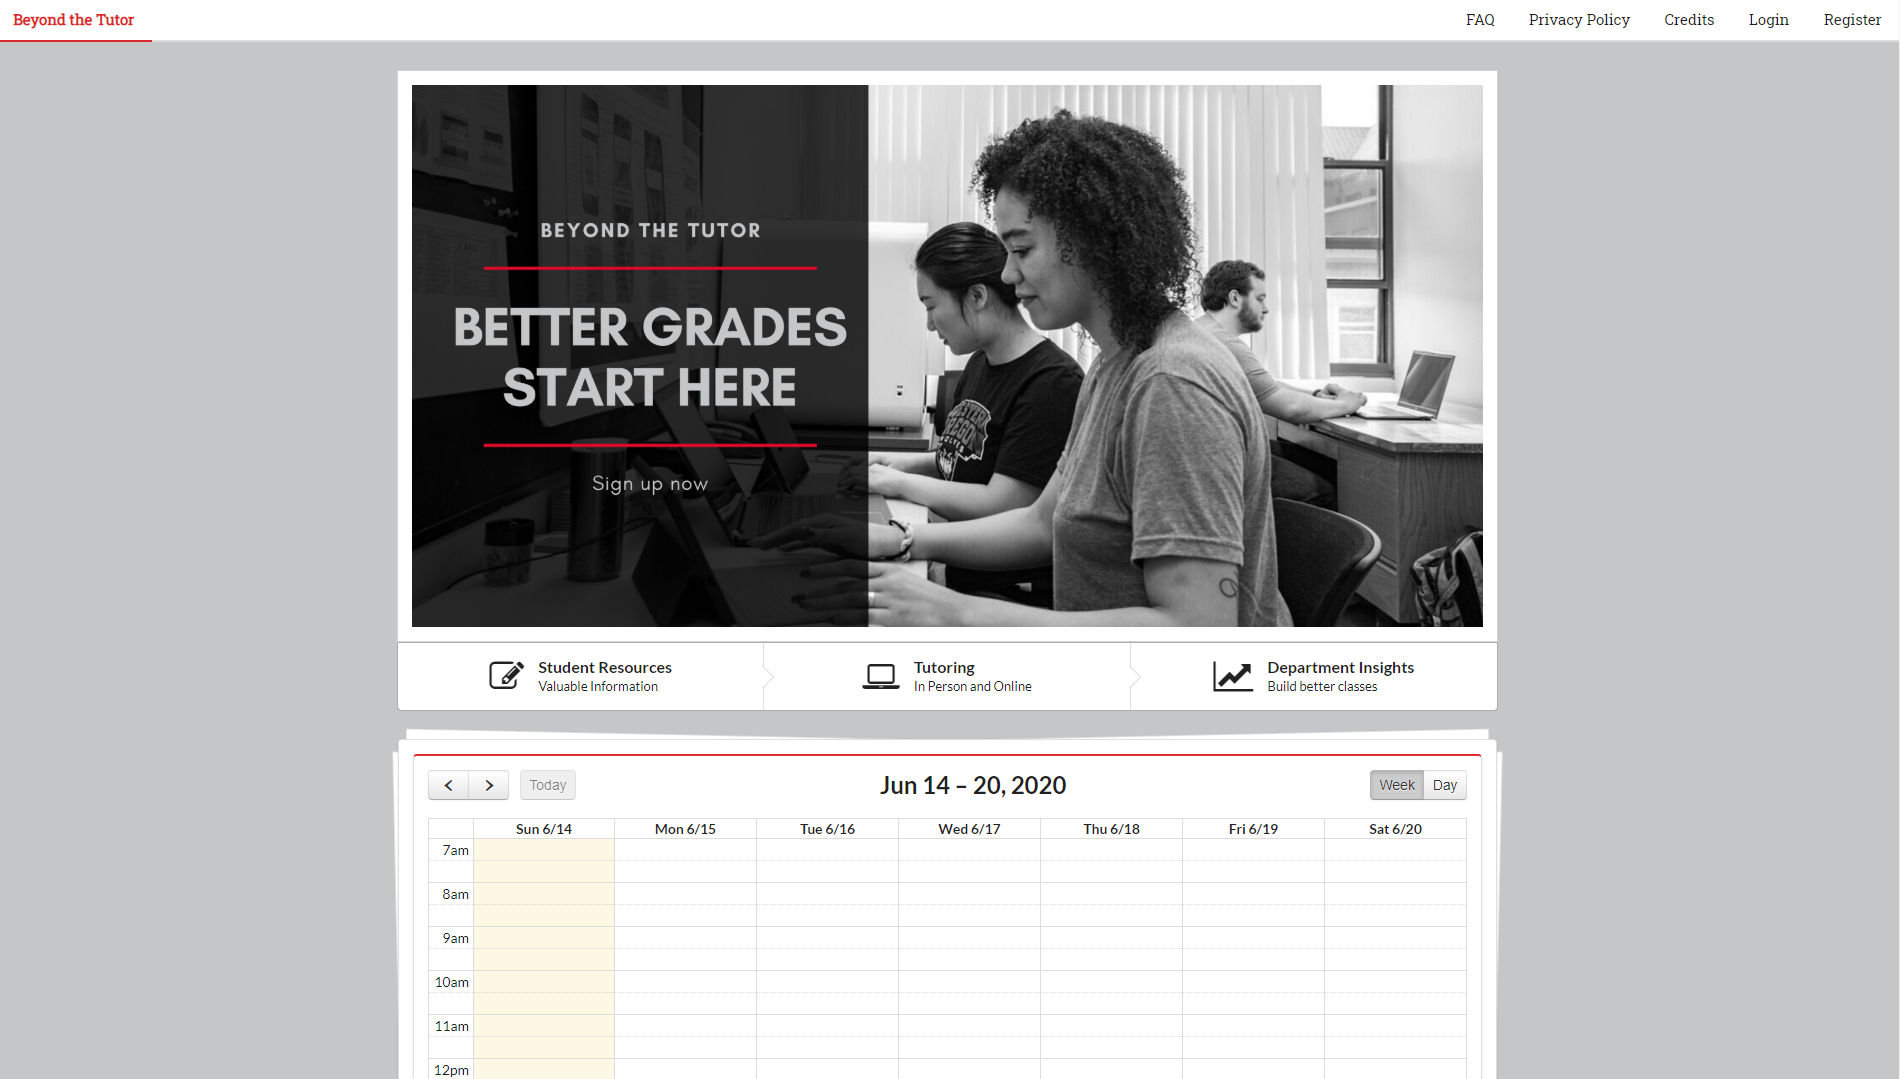 Beyond the Tutor
FAQ Privacy Policy Credits Login Register
BEYOND THE TUTOR
BETTER GRADES
START HERE
Sign up now
Student Resources
Valuable Information
Tutoring
In Person and Online
Department Insights
Build better classes
Today
Jun 14 – 20, 2020
Week Day
Sun 6/14 Mon 6/15 Tue 6/16 Wed 6/17 Thu 6/18 Fri 6/19 Sat 6/20
7am
8am
9am
10am
11am
12pm